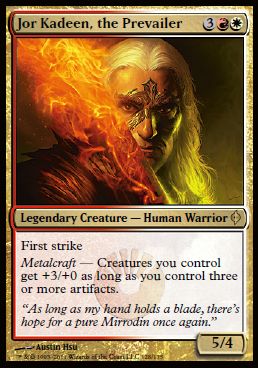 Jor Kadeen, the Prevailer 3
Legendary Creature — Human Warrior
First strike
Metalcraft — Creatures you control
get +3/+0 as long as you control three
or more artifacts.
"As long as my hand holds a blade, there's
hope for a pure Mirrodin once again."
Austin Hsu
5/4